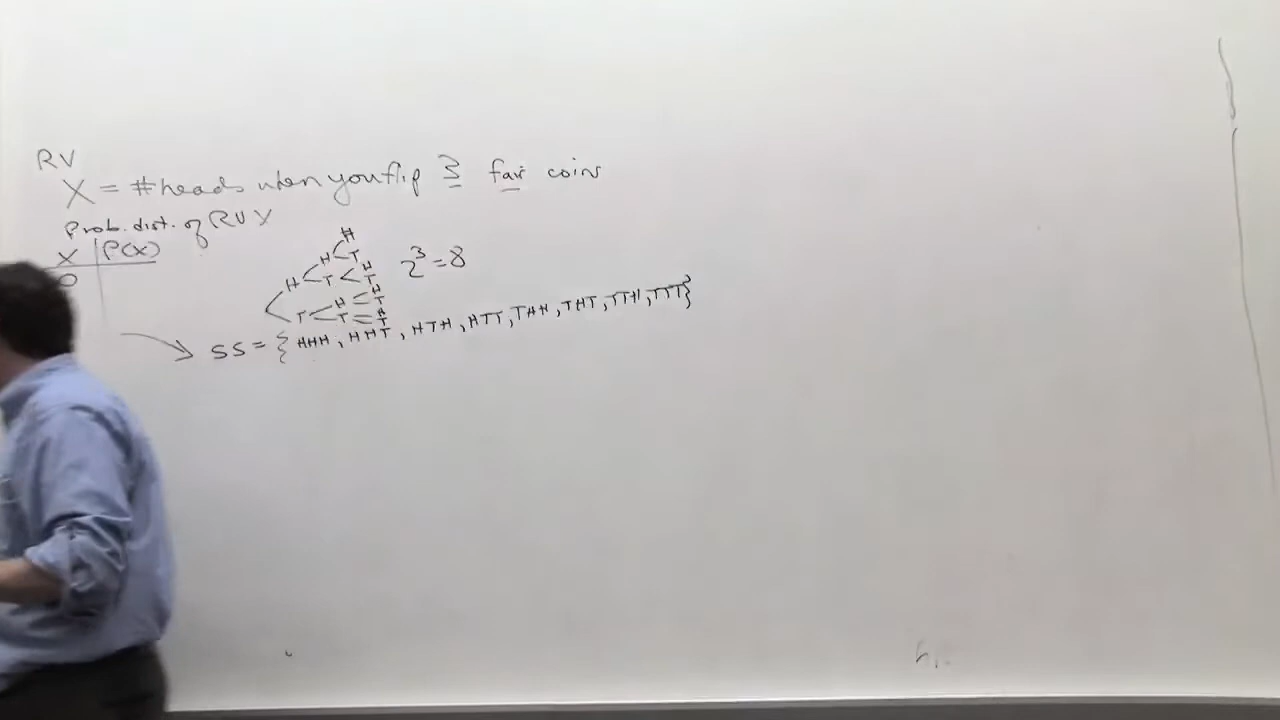 RV
X = #heads when you flip 3 fair coins
Prob. dist. of RV X
X | P(X)
0
H
H T
H T H T
T H T H T
T H T
2³ = 8
SS = {HHH, HHT, HTH, HTT, THH, THT, TTH, TTT}